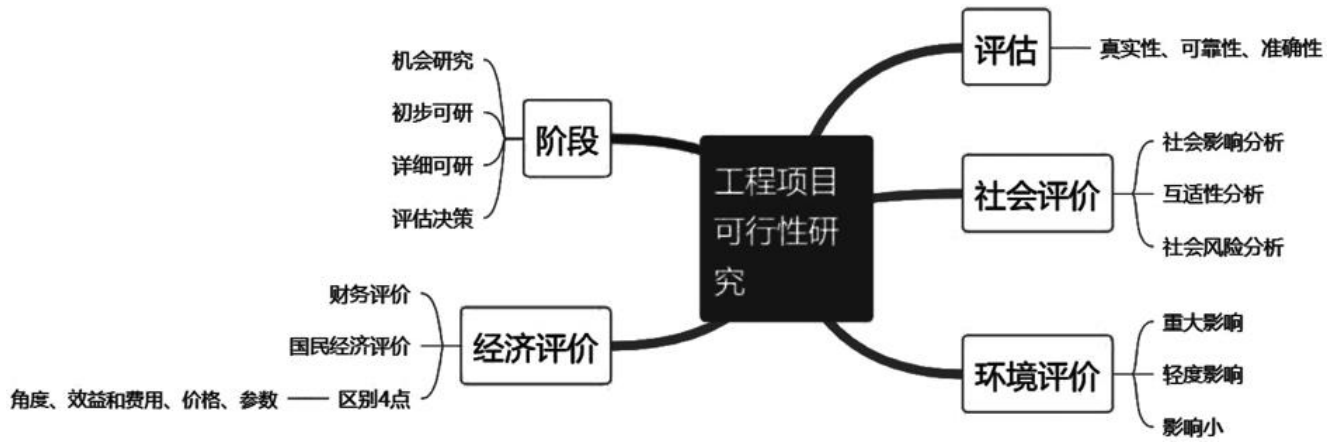 工程项目
可行性研
究
阶段
机会研究
初步可研
详细可研
评估决策
经济评价
财务评价
国民经济评价
区别4点
角度、效益和费用、价格、参数
评估
真实性、可靠性、准确性
社会评价
社会影响分析
互适性分析
社会风险分析
环境评价
重大影响
轻度影响
影响小